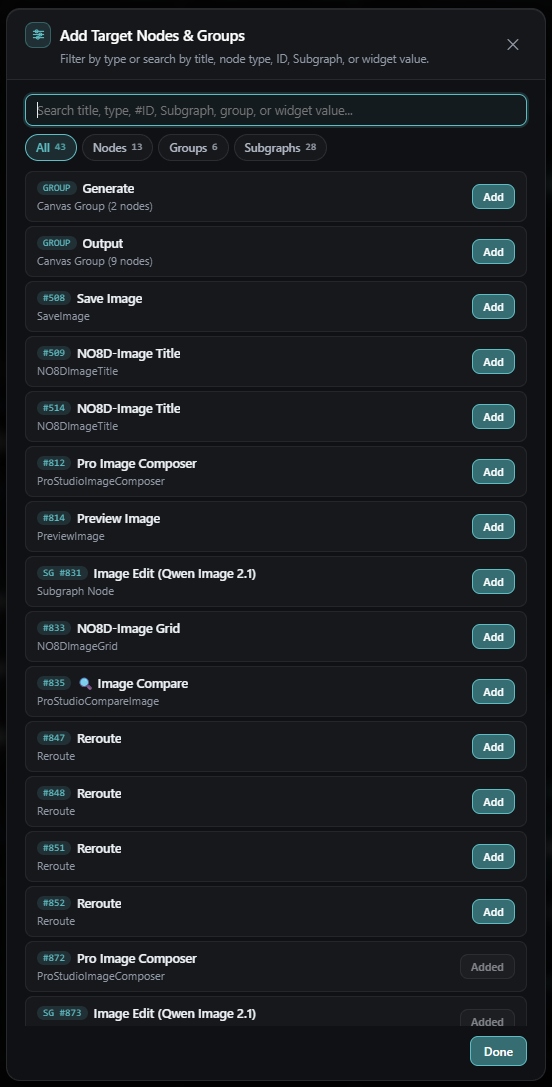 Add Target Nodes & Groups
Filter by type or search by title, node type, ID, Subgraph, or widget value.
Search title, type, #ID, Subgraph, group, or widget value...
All 43 Nodes 13 Groups 6 Subgraphs 28
GROUP Generate
Canvas Group (2 nodes)
Add
GROUP Output
Canvas Group (9 nodes)
Add
#508 Save Image
SaveImage
Add
#509 NO8D-Image Title
NO8DImageTitle
Add
#514 NO8D-Image Title
NO8DImageTitle
Add
#812 Pro Image Composer
ProStudioImageComposer
Add
#814 Preview Image
PreviewImage
Add
SG #831 Image Edit (Qwen Image 2.1)
Subgraph Node
Add
#833 NO8D-Image Grid
NO8DImageGrid
Add
#835 🔍 Image Compare
ProStudioCompareImage
Add
#847 Reroute
Reroute
Add
#848 Reroute
Reroute
Add
#851 Reroute
Reroute
Add
#852 Reroute
Reroute
Add
#872 Pro Image Composer
ProStudioImageComposer
Added
SG #873 Image Edit (Qwen Image 2.1)
Added
Done